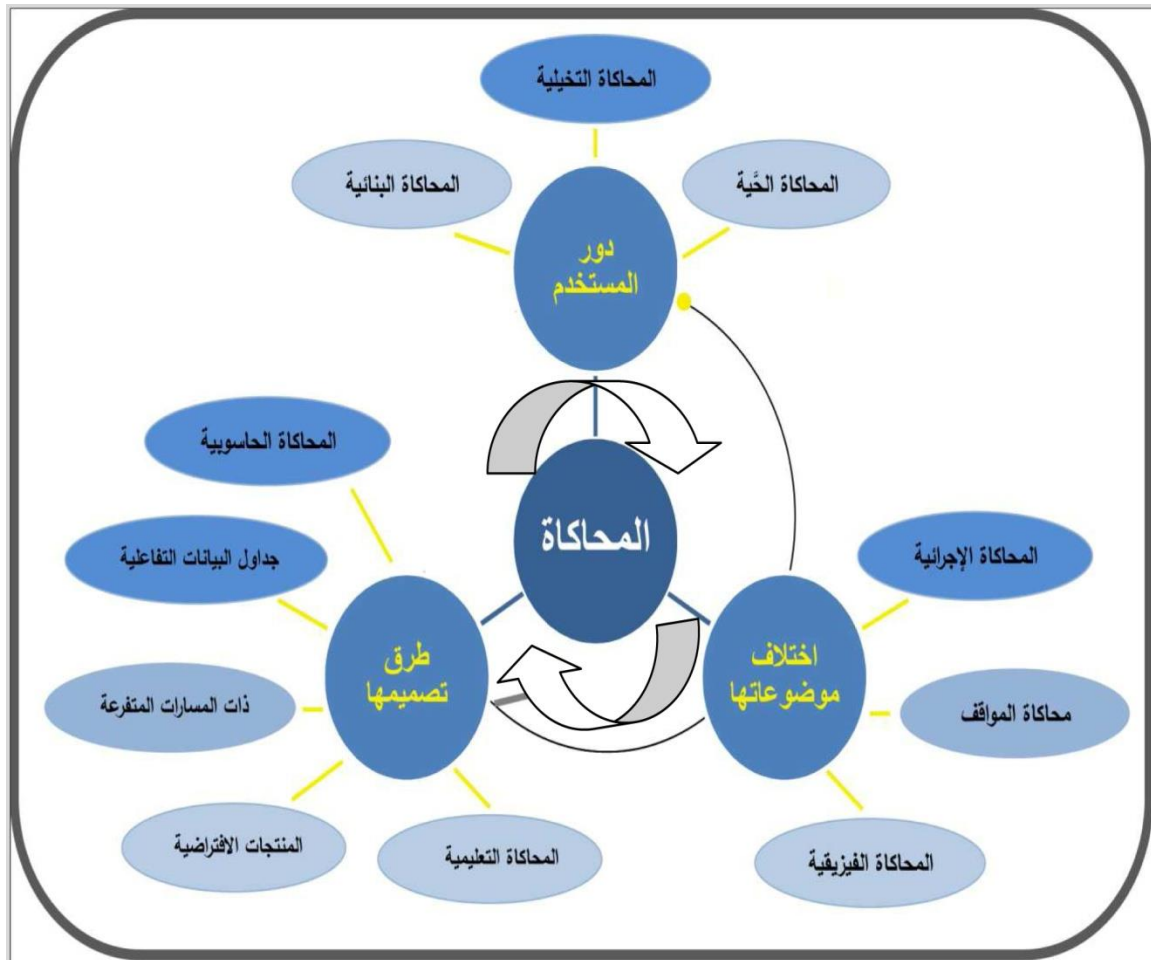 المحاكاة التخيلية
المحاكاة الحَّية
المحاكاة البنائية
دور
المستخدم
المحاكاة
المحاكاة الإجرائية
اختلاف
موضوعاتها
محاكاة المواقف
المحاكاة الفيزيقية
المحاكاة الحاسوبية
جداول البيانات التفاعلية
طرق
تصميمها
ذات المسارات المتفرعة
المنتجات الافتراضية
المحاكاة التعليمية